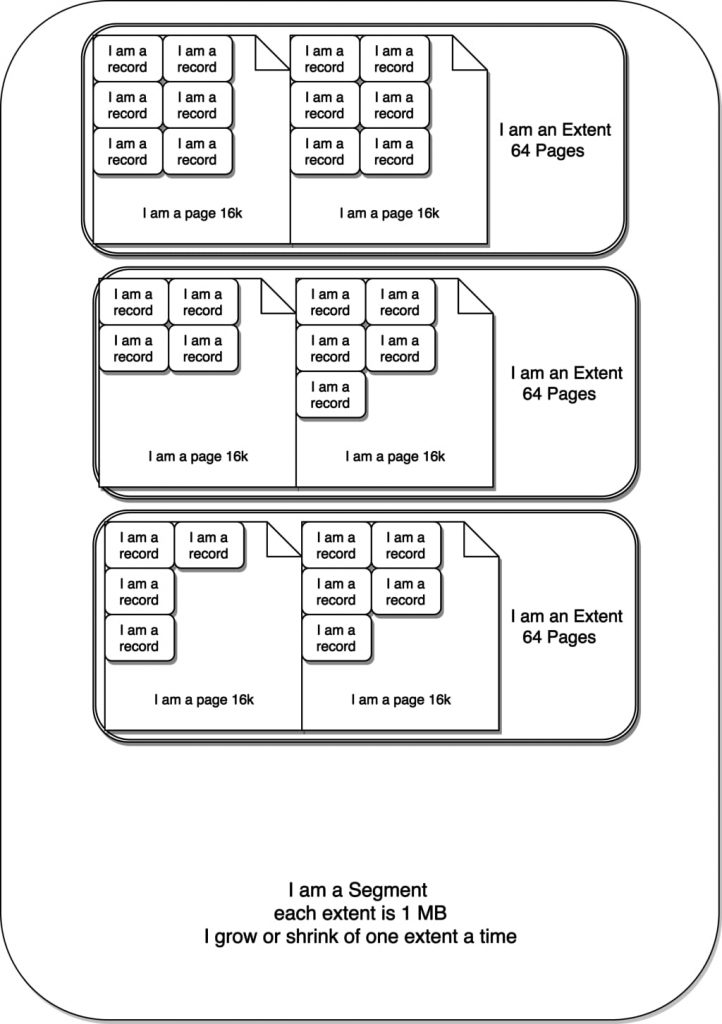 I am a
record
I am a
record
I am a
record
I am a
record
I am a
record
I am a
record
I am a page 16k
I am a
record
I am a
record
I am a
record
I am a
record
I am a
record
I am a
record
I am a page 16k
I am an Extent
64 Pages
I am a
record
I am a
record
I am a
record
I am a
record
I am a page 16k
I am a
record
I am a
record
I am a
record
I am a
record
I am a
record
I am a page 16k
I am an Extent
64 Pages
I am a
record
I am a
record
I am a
record
I am a
record
I am a page 16k
I am a
record
I am a
record
I am a
record
I am a
record
I am a
record
I am a page 16k
I am an Extent
64 Pages
I am a Segment
each extent is 1 MB
I grow or shrink of one extent a time